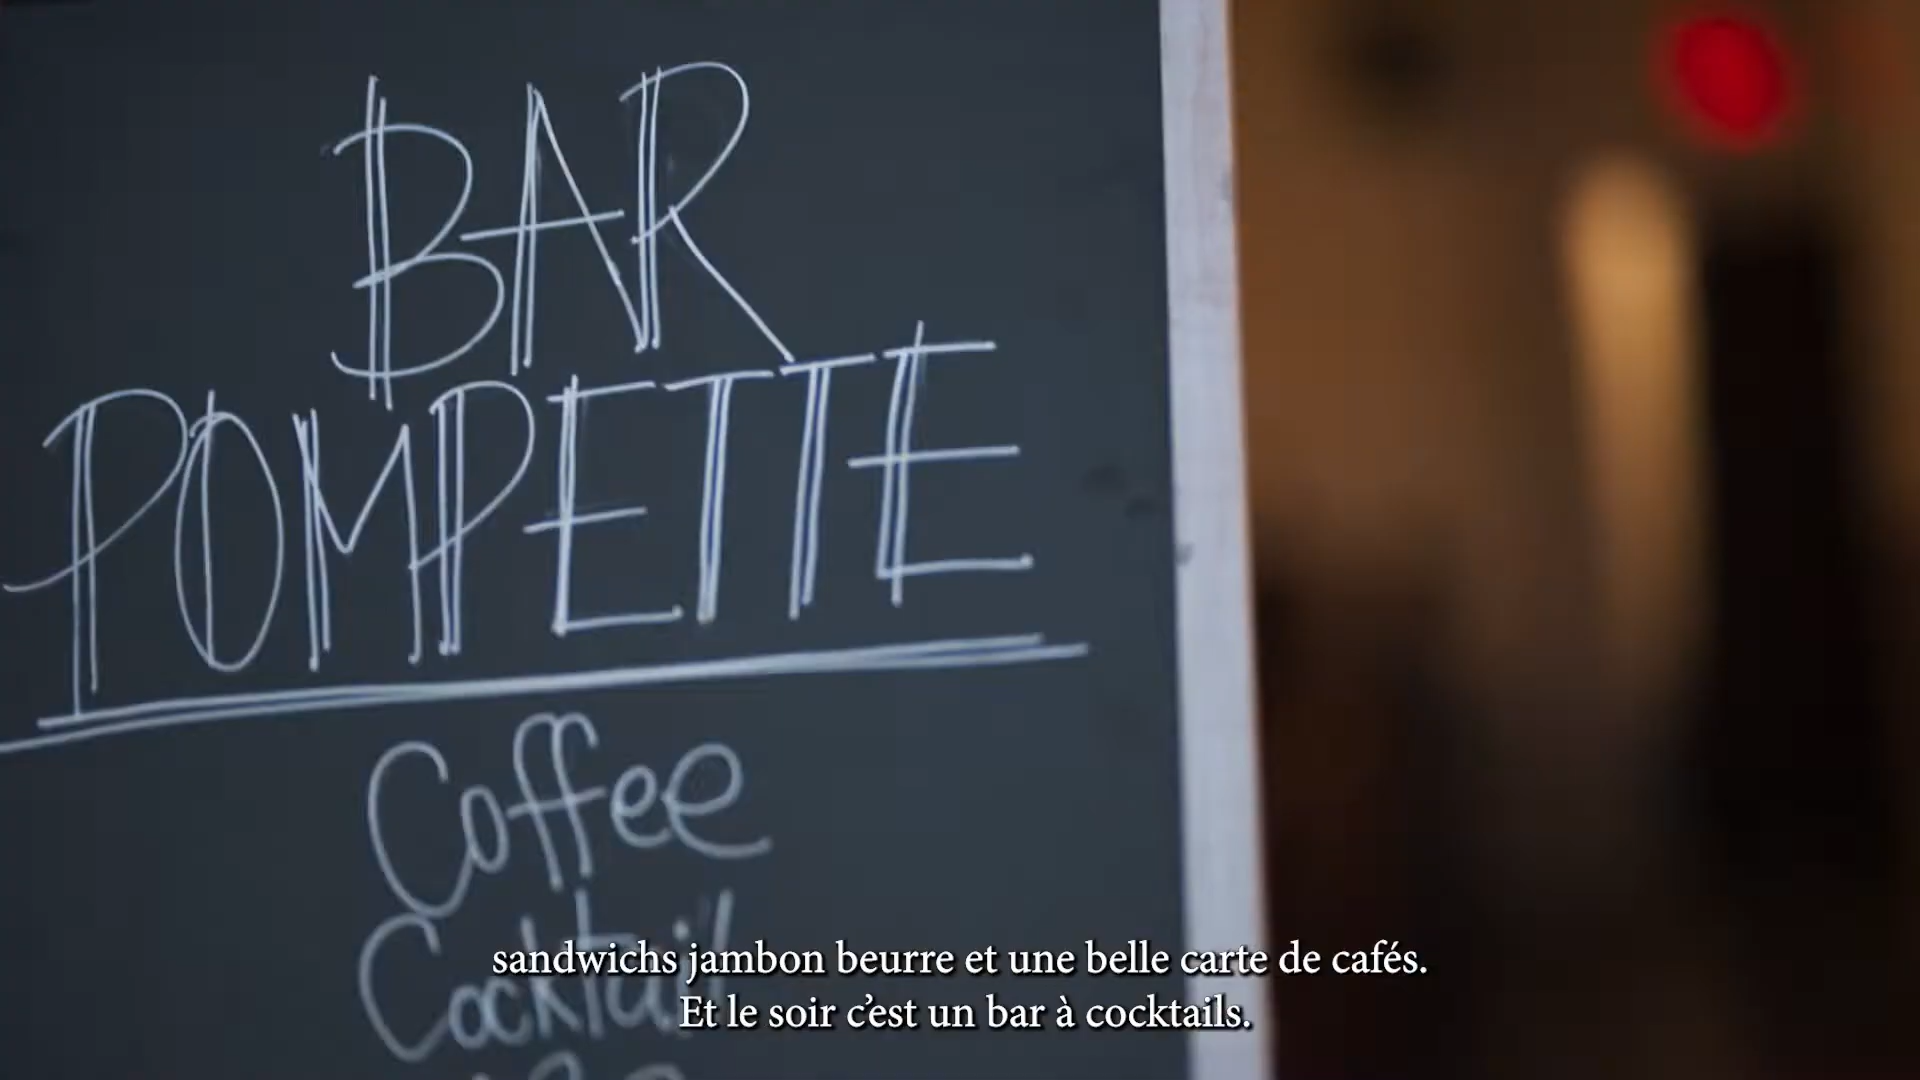 BAR
POMPETTE
Coffee
Cocktail
sandwichs jambon beurre et une belle carte de cafés.
Et le soir c'est un bar à cocktails.